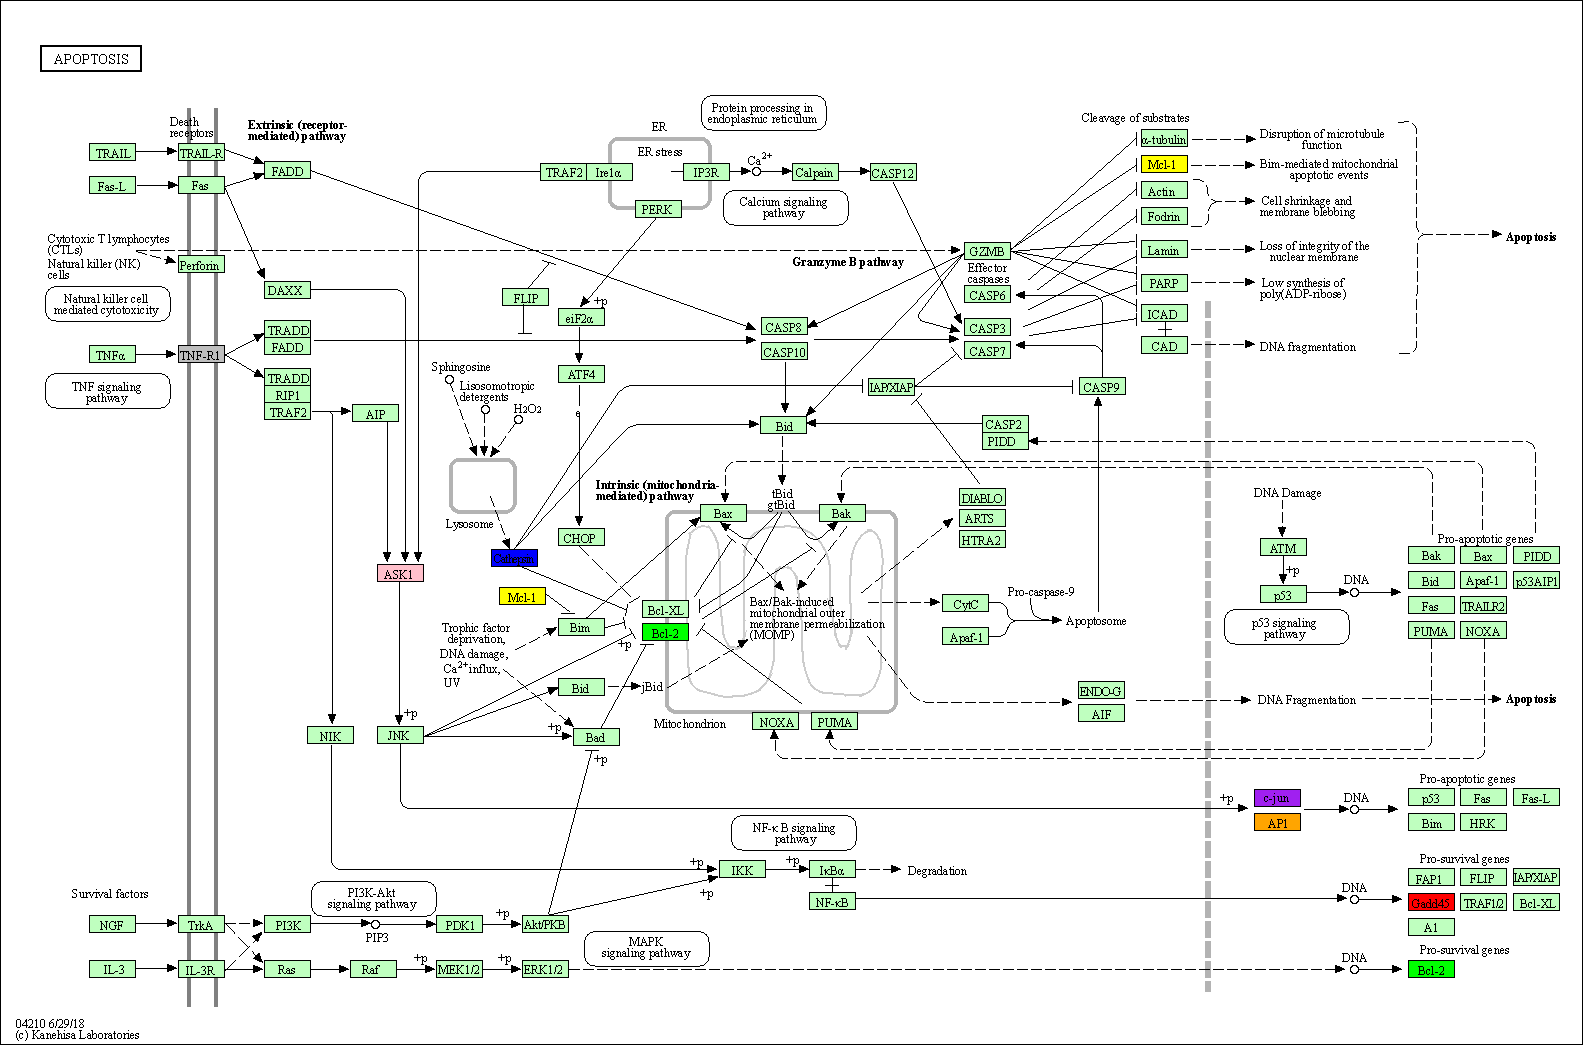 APOPTOSIS
Protein processing in
endoplasmic reticulum
Death
receptors
Extrinsic (receptor-
mediated) pathway
ER
Cleavage of substrates
TRAIL
TRAIL-R
FADD
ER stress
Ca2+
TRAF2
Ire1α
IP3R
Calpain
CASP12
α-tubulin
Disruption of microtubule
function
Mcl-1
Bim-mediated mitochondrial
apoptotic events
Fas-L
Fas
Actin
Fodrin
Cell shrinkage and
membrane blebbing
PERK
Calcium signaling
pathway
Cytotoxic T lymphocytes
(CTLs)
Natural killer (NK)
cells
Perforin
Granzyme B pathway
GZMB
Effector
caspases
CASP6
Lamin
Loss of integrity of the
nuclear membrane
Apoptosis
PARP
Low synthesis of
poly(ADP-ribose)
Natural killer cell
mediated cytotoxicity
DAXX
FLIP
+p
eiF2α
CASP8
CASP10
CASP3
CASP7
ICAD
CAD
DNA fragmentation
TNFα
TNF-R1
TRADD
FADD
TNF signaling
pathway
TRADD
RIP1
TRAF2
AIP
Sphingosine
Lisosomotropic
detergents
H2O2
ATF4
e
IAP/XIAP
CASP9
Bid
CASP2
PIDD
Intrinsic (mitochondria-
mediated) pathway
tBid
gtBid
Lysosome
Bax
Bak
DIABLO
ARTS
HTRA2
DNA Damage
CHOP
ATM
+p
p53
DNA
p53 signaling
pathway
Pro-apoptotic genes
Bak
Bax
PIDD
Bid
Apaf-1
p53AIP1
Fas
TRAILR2
PUMA
NOXA
ASK1
Mcl-1
Bcl-XL
Bcl-2
Bim
+p
Bax/Bak-induced
mitochondrial outer
membrane permeabilization
(MOMP)
CytC
Apaf-1
Pro-caspase-9
Apoptosome
Trophic factor
deprivation,
DNA damage,
Ca2+ influx,
UV
Bid
jBid
Mitochondrion
NOXA
PUMA
ENDO-G
AIF
DNA Fragmentation
Apoptosis
NIK
+p
JNK
+p
Bad
+p
+p
c-jun
AP1
DNA
Pro-apoptotic genes
p53
Fas
Fas-L
Bim
HRK
NF-κB signaling
pathway
+p
IKK
+p
IκBα
NF-κB
Degradation
+p
DNA
Pro-survival genes
FAP1
FLIP
IAP/XIAP
Gadd45
TRAF1/2
Bcl-XL
A1
Survival factors
PI3K-Akt
signaling pathway
NGF
TrkA
PI3K
PIP3
PDK1
+p
Akt/PKB
MAPK
signaling pathway
IL-3
IL-3R
Ras
Raf
+p
MEK1/2
+p
ERK1/2
DNA
Pro-survival genes
Bcl-2
04210 6/29/18
(c) Kanehisa Laboratories